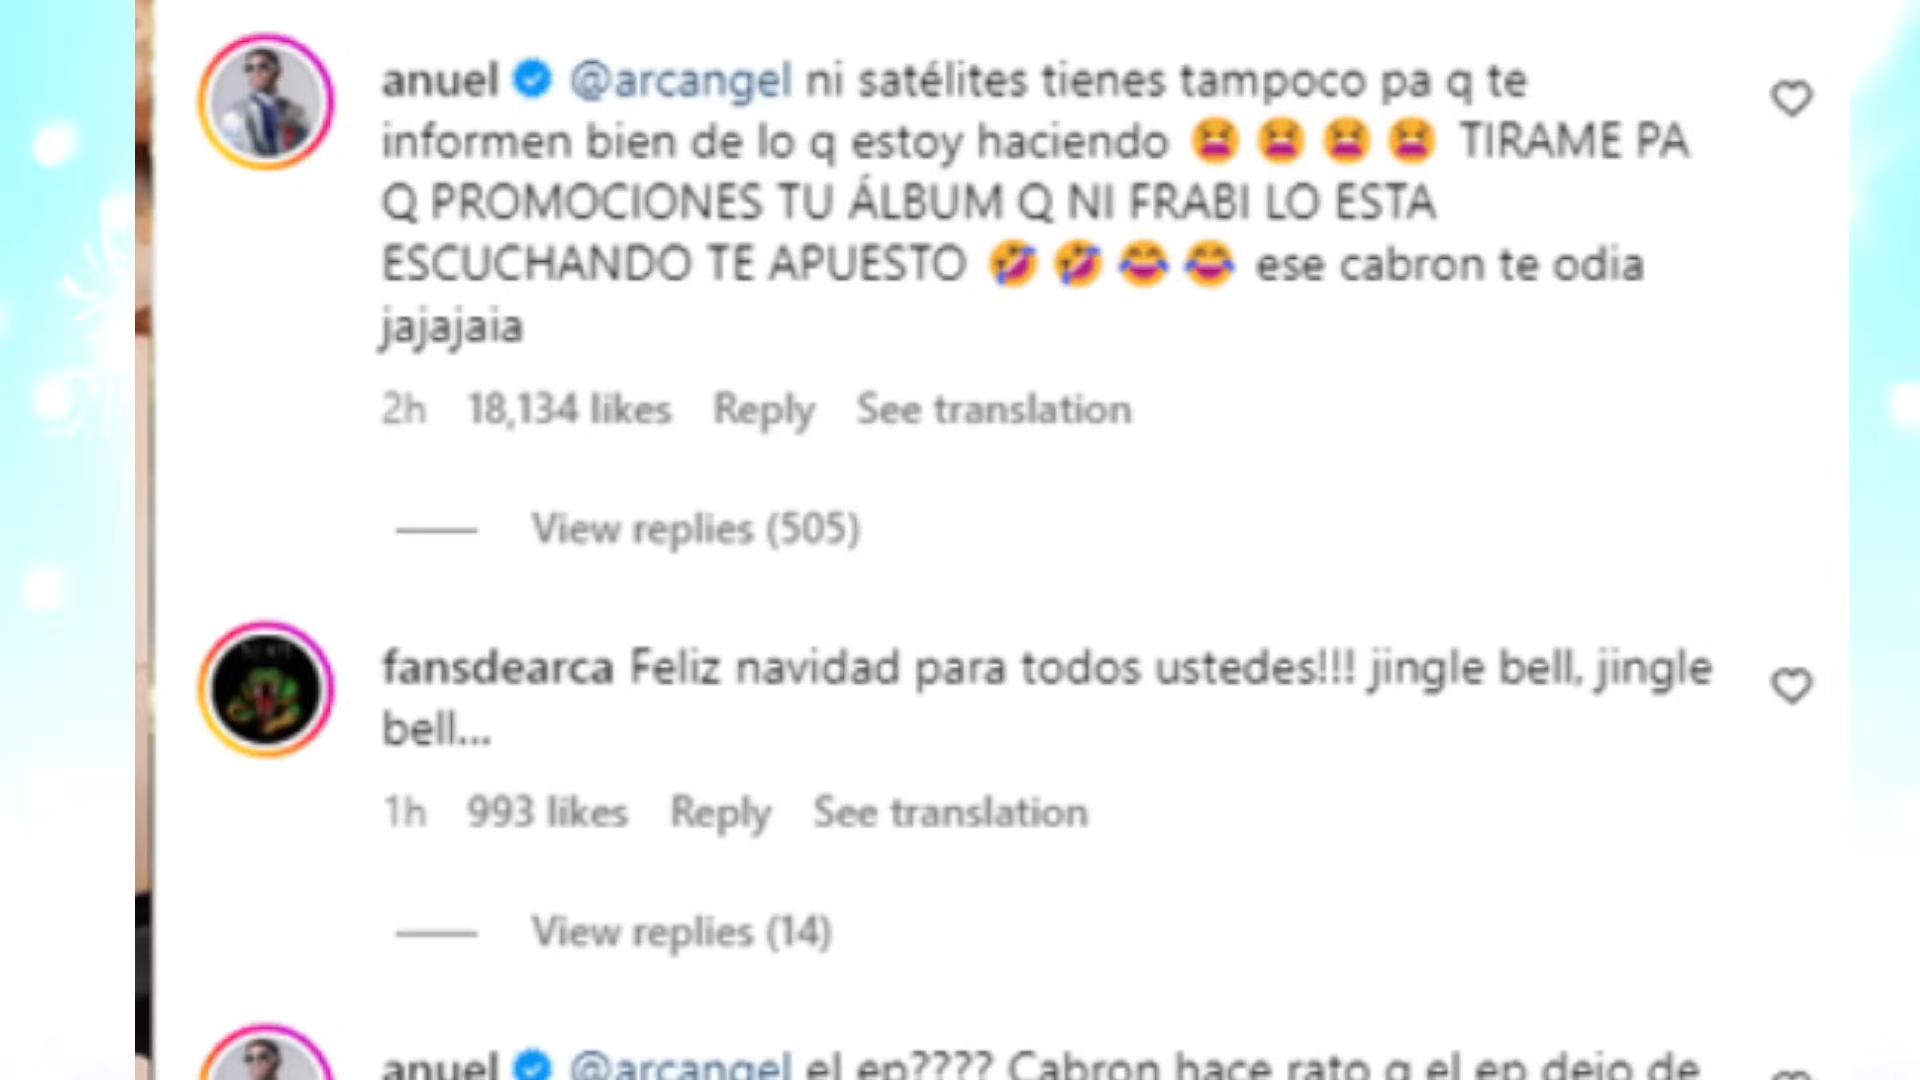 anuel @arcangel ni satélites tienes tampoco pa q te
informen bien de lo q estoy haciendo 😫 😫 😫 😫 TIRAME PA
Q PROMOCIONES TU ÁLBUM Q NI FRABI LO ESTA
ESCUCHANDO TE APUESTO 🤣 🤣 😂 😂 ese cabron te odia
jajajaia
2h 18,134 likes Reply See translation
View replies (505)
fansdearca Feliz navidad para todos ustedes!!! jingle bell, jingle
bell...
1h 993 likes Reply See translation
View replies (14)
anuel @arcangel el ep???? Cabron hace rato q el ep dejo de